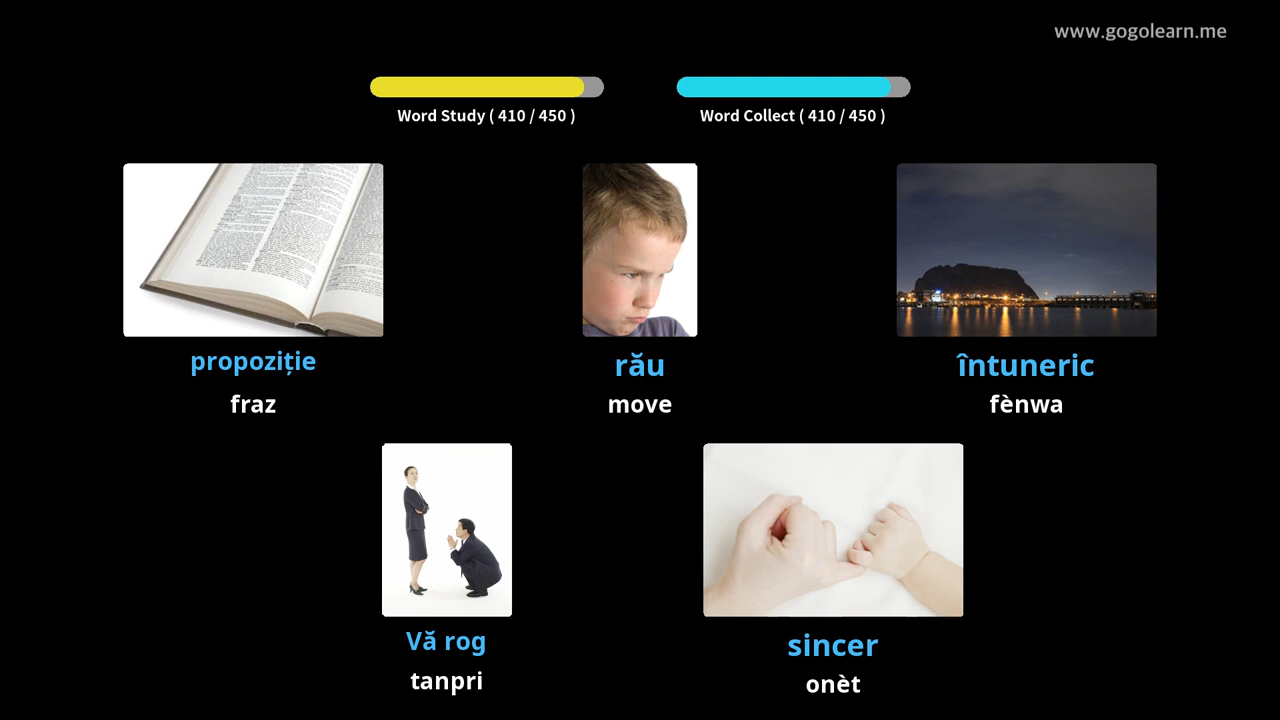 www.gogolearn.me
Word Study ( 410 / 450 )
Word Collect ( 410 / 450 )
propoziție
fraz
rău
move
întuneric
fènwa
Vă rog
tanpri
sincer
onèt